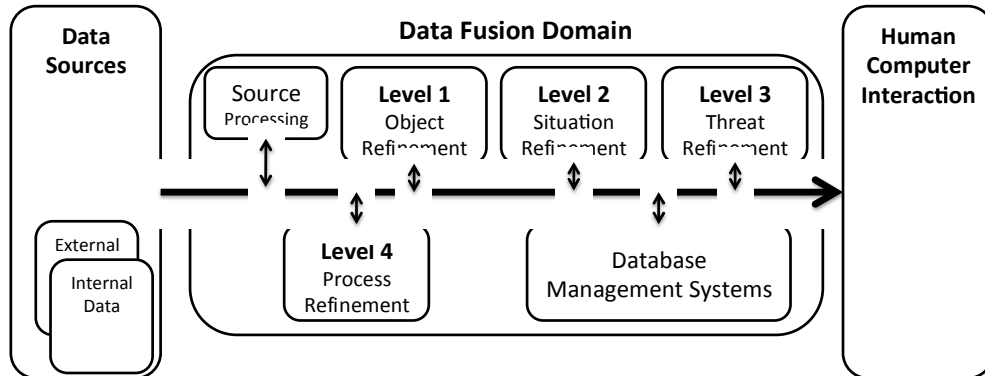 Data
Sources
External
Internal
Data
Data Fusion Domain
Source
Processing
Level 1
Object
Refinement
Level 2
Situation
Refinement
Level 3
Threat
Refinement
Level 4
Process
Refinement
Database
Management Systems
Human
Computer
Interaction